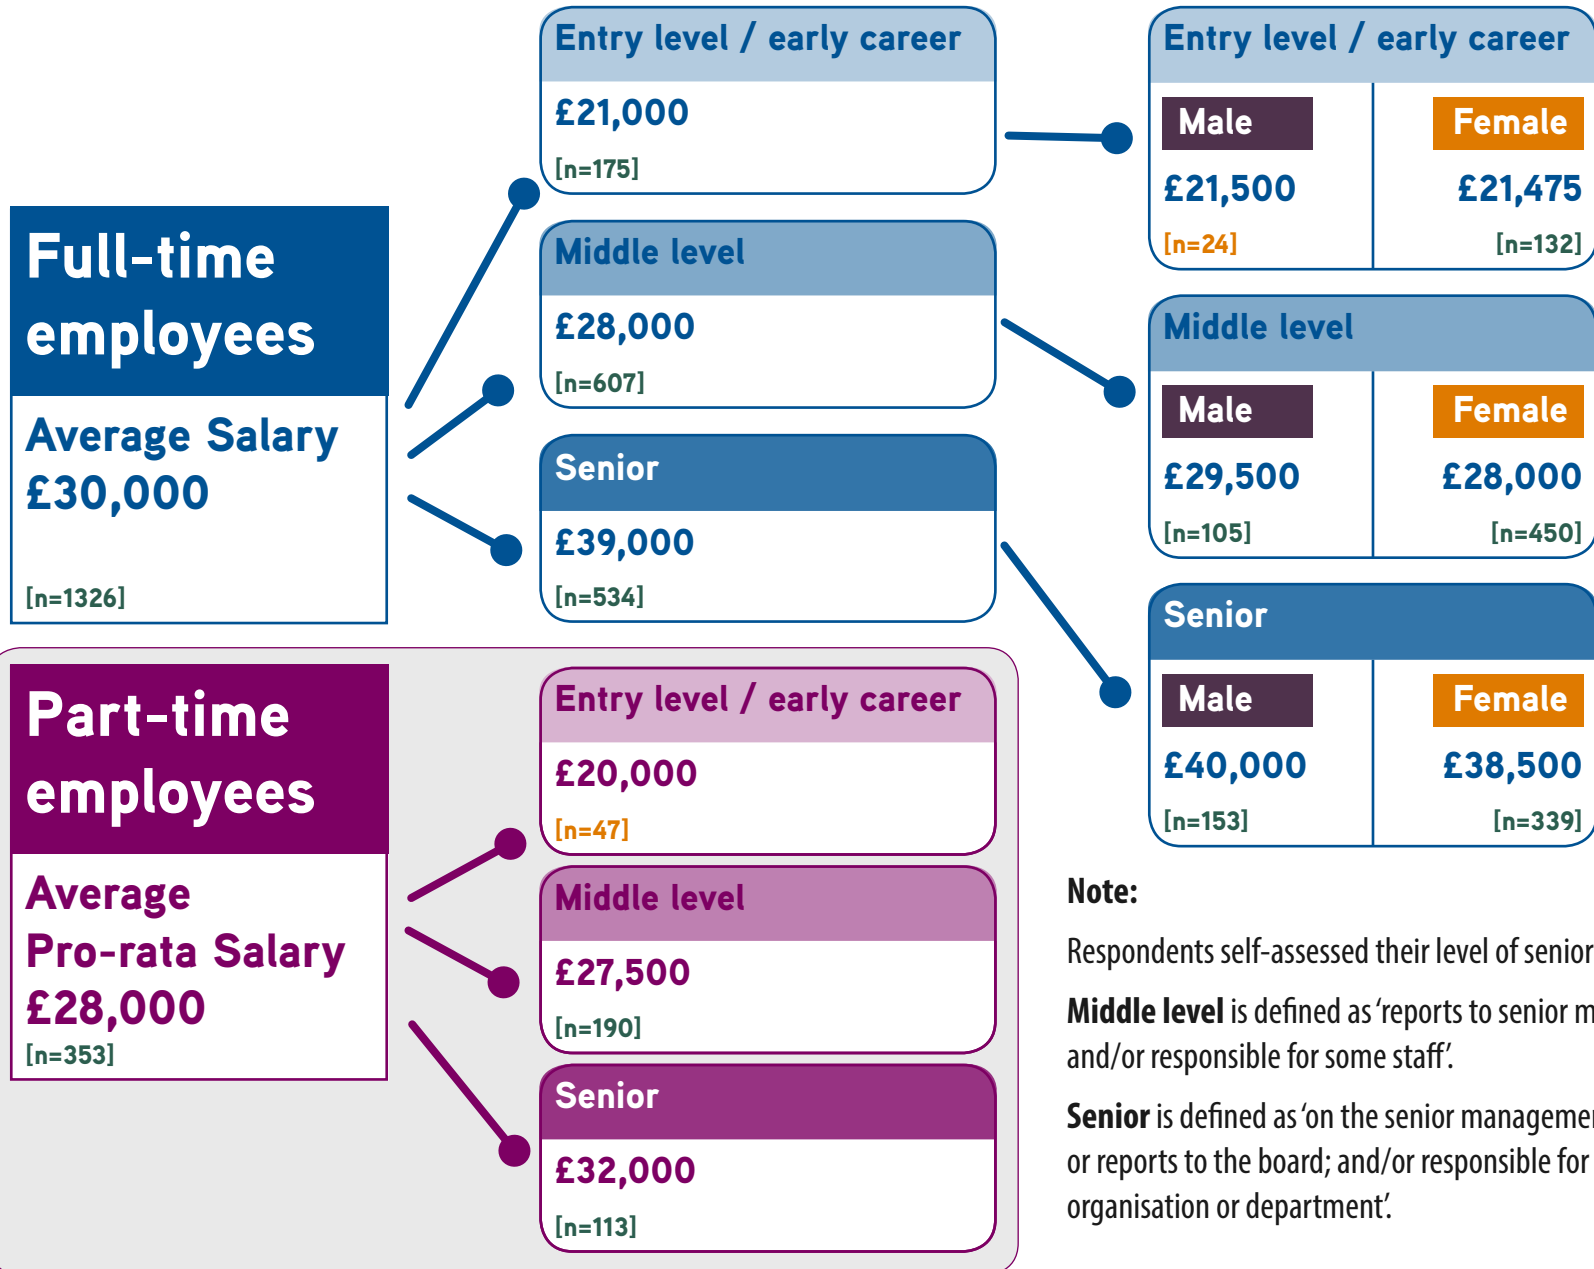 Full-time
employees
Average Salary
£30,000
[n=1326]
Entry level / early career
£21,000
[n=175]
Middle level
£28,000
[n=607]
Senior
£39,000
[n=534]
Entry level / early career
Male
Female
£21,500
£21,475
[n=24]
[n=132]
Middle level
Male
Female
£29,500
£28,000
[n=105]
[n=450]
Senior
Male
Female
£40,000
£38,500
[n=153]
[n=339]
Part-time
employees
Average
Pro-rata Salary
£28,000
[n=353]
Entry level / early career
£20,000
[n=47]
Middle level
£27,500
[n=190]
Senior
£32,000
[n=113]
Note:
Respondents self-assessed their level of senior
Middle level is defined as ‘reports to senior m
and/or responsible for some staff’.
Senior is defined as ‘on the senior managemen
or reports to the board; and/or responsible for
organisation or department’.